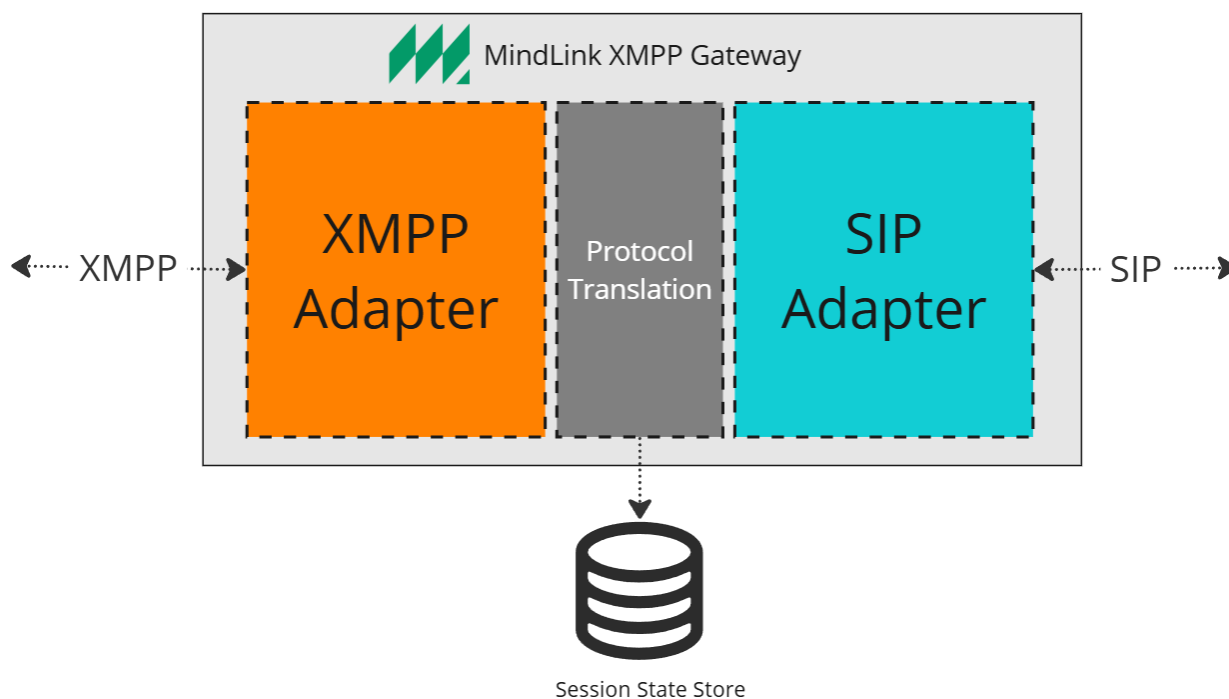 MindLink XMPP Gateway
XMPP
XMPP
Adapter
Protocol
Translation
SIP
Adapter
SIP
Session State Store